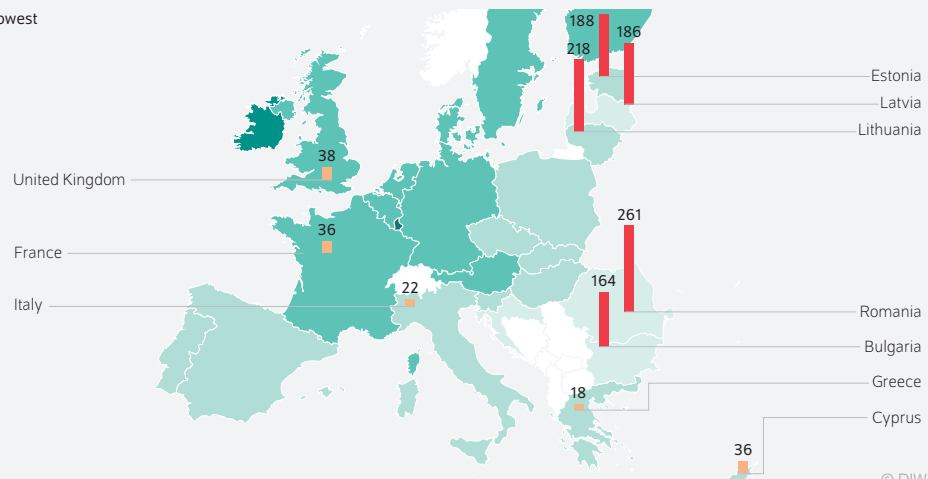 188
186
218
Estonia
Latvia
Lithuania
38
United Kingdom
261
36
France
164
22
Italy
Romania
Bulgaria
Greece
18
Cyprus
36